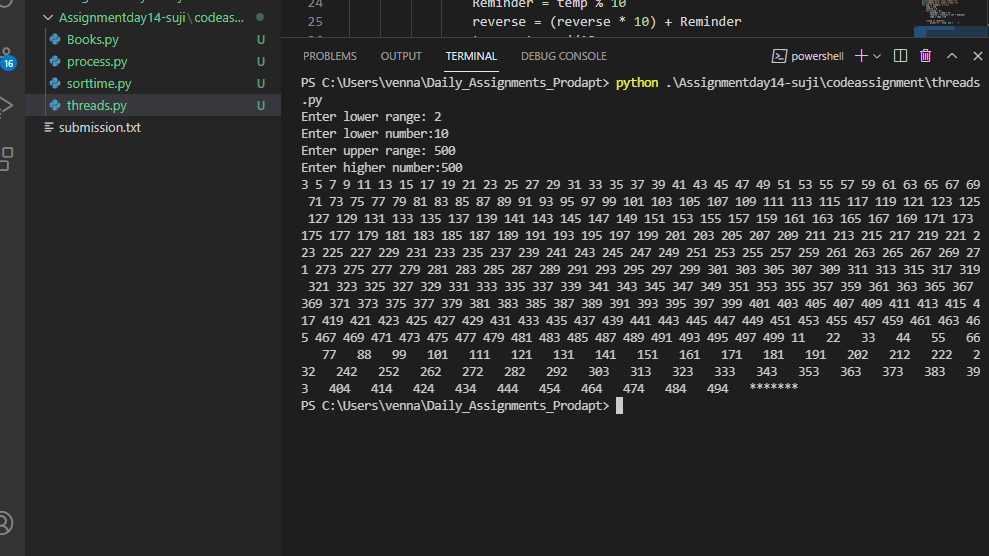 Assignmentday14-suji\codeas...
Books.py U
process.py U
sorttime.py U
threads.py U
submission.txt
16
24 Reminder = temp % 10
25 reverse = (reverse * 10) + Reminder
PROBLEMS OUTPUT TERMINAL DEBUG CONSOLE powershell
PS C:\Users\venna\Daily_Assignments_Prodapt> python .\Assignmentday14-suji\codeassignment\threads
.py
Enter lower range: 2
Enter lower number:10
Enter upper range: 500
Enter higher number:500
3 5 7 9 11 13 15 17 19 21 23 25 27 29 31 33 35 37 39 41 43 45 47 49 51 53 55 57 59 61 63 65 67 69
71 73 75 77 79 81 83 85 87 89 91 93 95 97 99 101 103 105 107 109 111 113 115 117 119 121 123 125
127 129 131 133 135 137 139 141 143 145 147 149 151 153 155 157 159 161 163 165 167 169 171 173
175 177 179 181 183 185 187 189 191 193 195 197 199 201 203 205 207 209 211 213 215 217 219 221 2
23 225 227 229 231 233 235 237 239 241 243 245 247 249 251 253 255 257 259 261 263 265 267 269 27
1 273 275 277 279 281 283 285 287 289 291 293 295 297 299 301 303 305 307 309 311 313 315 317 319
321 323 325 327 329 331 333 335 337 339 341 343 345 347 349 351 353 355 357 359 361 363 365 367
369 371 373 375 377 379 381 383 385 387 389 391 393 395 397 399 401 403 405 407 409 411 413 415 4
17 419 421 423 425 427 429 431 433 435 437 439 441 443 445 447 449 451 453 455 457 459 461 463 46
5 467 469 471 473 475 477 479 481 483 485 487 489 491 493 495 497 499 11 22 33 44 55 66
77 88 99 101 111 121 131 141 151 161 171 181 191 202 212 222 2
32 242 252 262 272 282 292 303 313 323 333 343 353 363 373 383 39
3 404 414 424 434 444 454 464 474 484 494 *******
PS C:\Users\venna\Daily_Assignments_Prodapt>